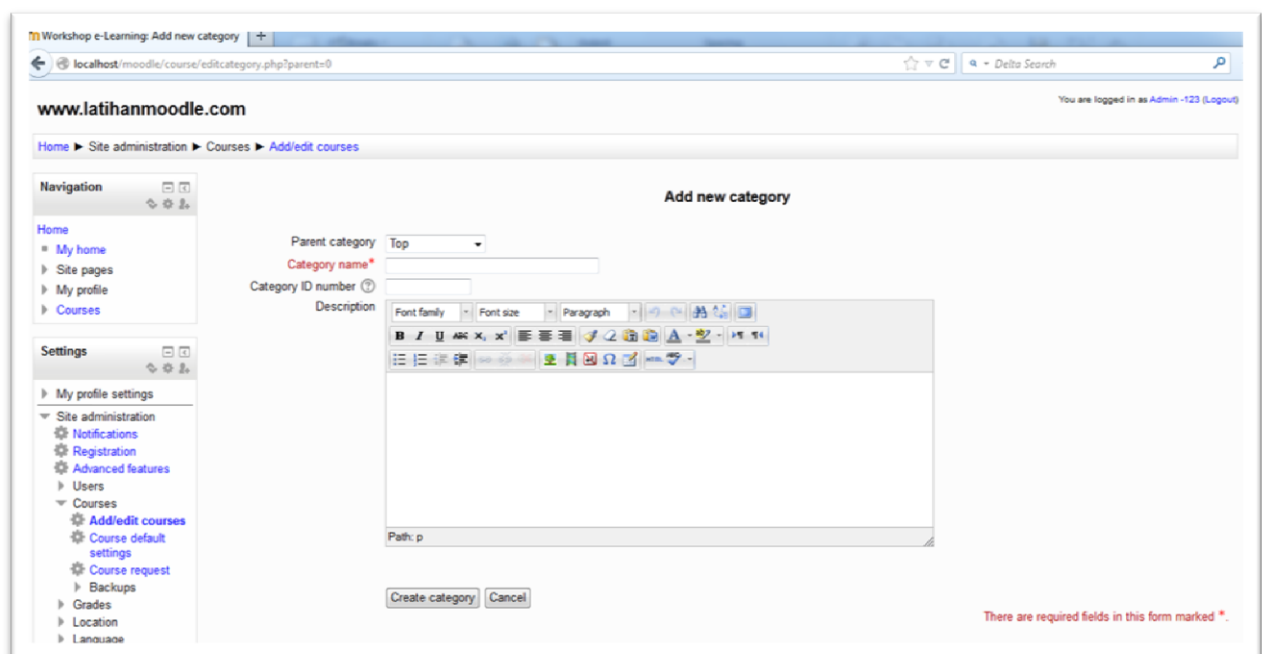 Workshop e-Learning: Add new category
localhost/moodle/course/editcategory.php?parent=0
Delta Search
www.latihanmoodle.com
You are logged in as Admin -123 (Logout)
Home ► Site administration ► Courses ► Add/edit courses
Navigation
Home
My home
Site pages
My profile
Courses
Settings
My profile settings
Site administration
Notifications
Registration
Advanced features
Users
Courses
Add/edit courses
Course default
settings
Course request
Backups
Grades
Location
Language
Add new category
Parent category Top
Category name*
Category ID number
Description
Font family Font size Paragraph
B I U ABC X, x²
HTML
Path: p
Create category Cancel
There are required fields in this form marked *.